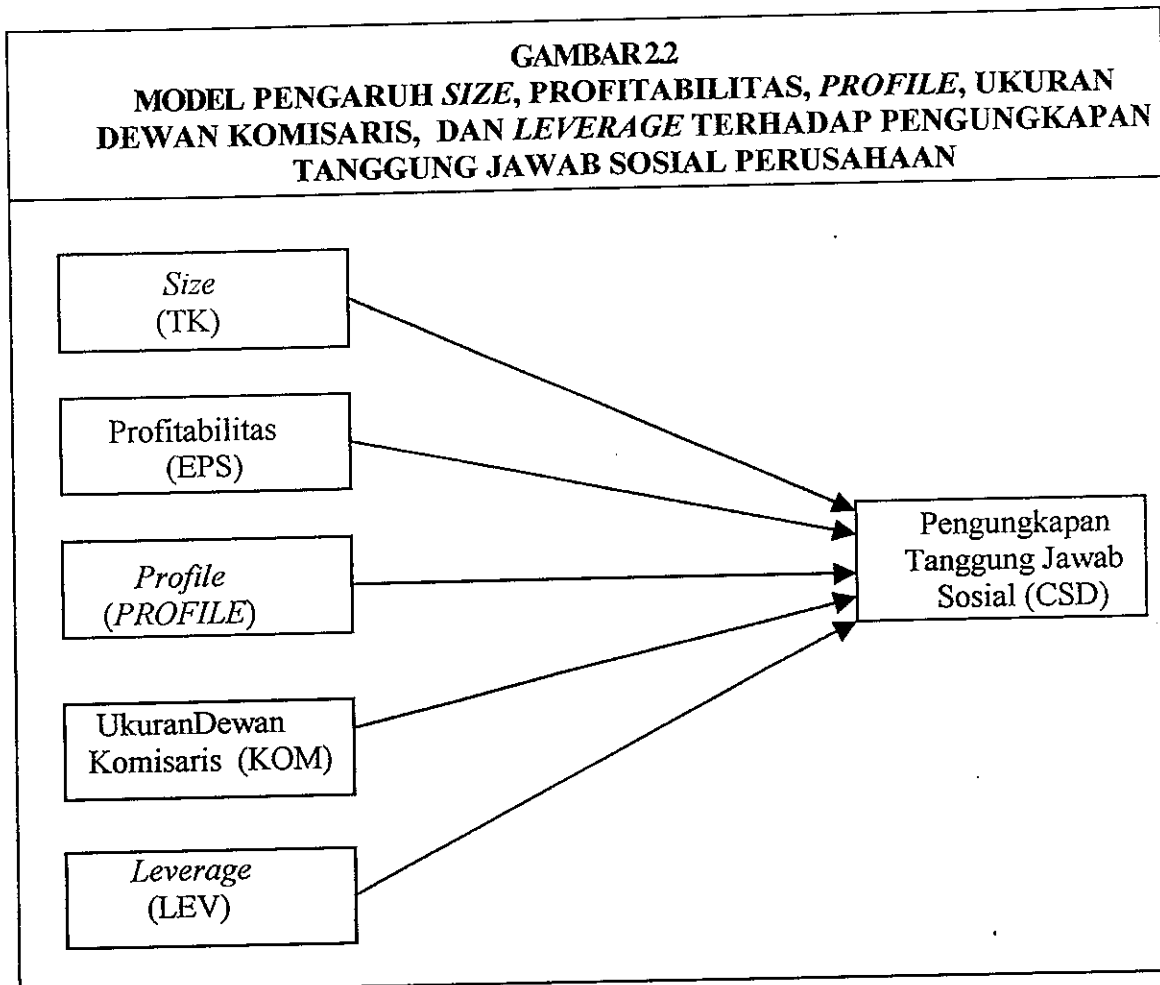 GAMBAR 2.2
MODEL PENGARUH SIZE, PROFITABILITAS, PROFILE, UKURAN
DEWAN KOMISARIS, DAN LEVERAGE TERHADAP PENGUNGKAPAN
TANGGUNG JAWAB SOSIAL PERUSAHAAN
Size
(TK)
Profitabilitas
(EPS)
Profile
(PROFILE)
UkuranDewan
Komisaris (KOM)
Leverage
(LEV)
Pengungkapan
Tanggung Jawab
Sosial (CSD)